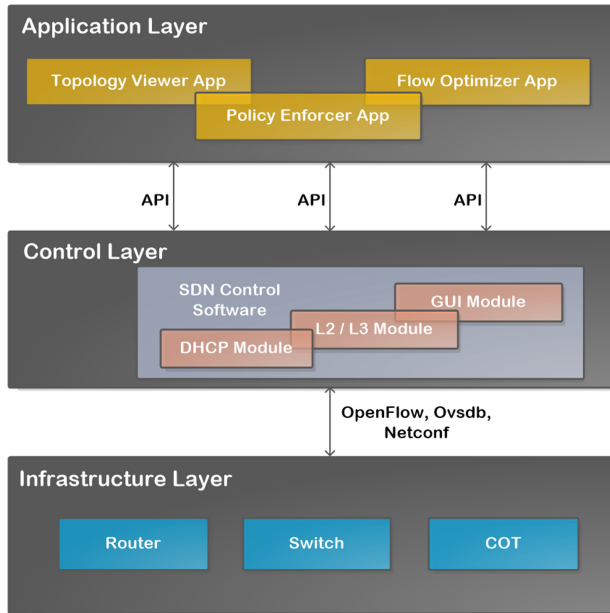 Application Layer
Topology Viewer App
Flow Optimizer App
Policy Enforcer App
API
API
API
Control Layer
SDN Control
Software
GUI Module
L2 / L3 Module
DHCP Module
OpenFlow, Ovsdb,
Netconf
Infrastructure Layer
Router
Switch
COT